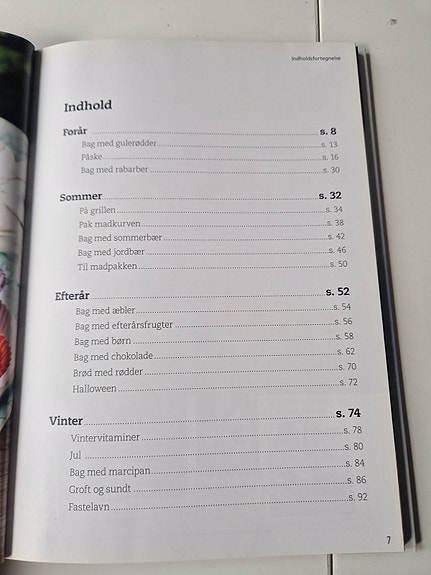 Indholdsfortegnelse
Indhold
Forår s. 8
Bag med gulerødder s. 13
Påske s. 16
Bag med rabarber s. 30
Sommer s. 32
På grillen s. 34
Pak madkurven s. 38
Bag med sommerbær s. 42
Bag med jordbær s. 46
Til madpakken s. 50
Efterår s. 52
Bag med æbler s. 54
Bag med efterårsfrugter s. 56
Bag med børn s. 58
Bag med chokolade s. 62
Brød med rødder s. 70
Halloween s. 72
Vinter s. 74
Vintervitaminer s. 78
Jul s. 80
Bag med marcipan s. 84
Groft og sundt s. 86
Fastelavn s. 92
7